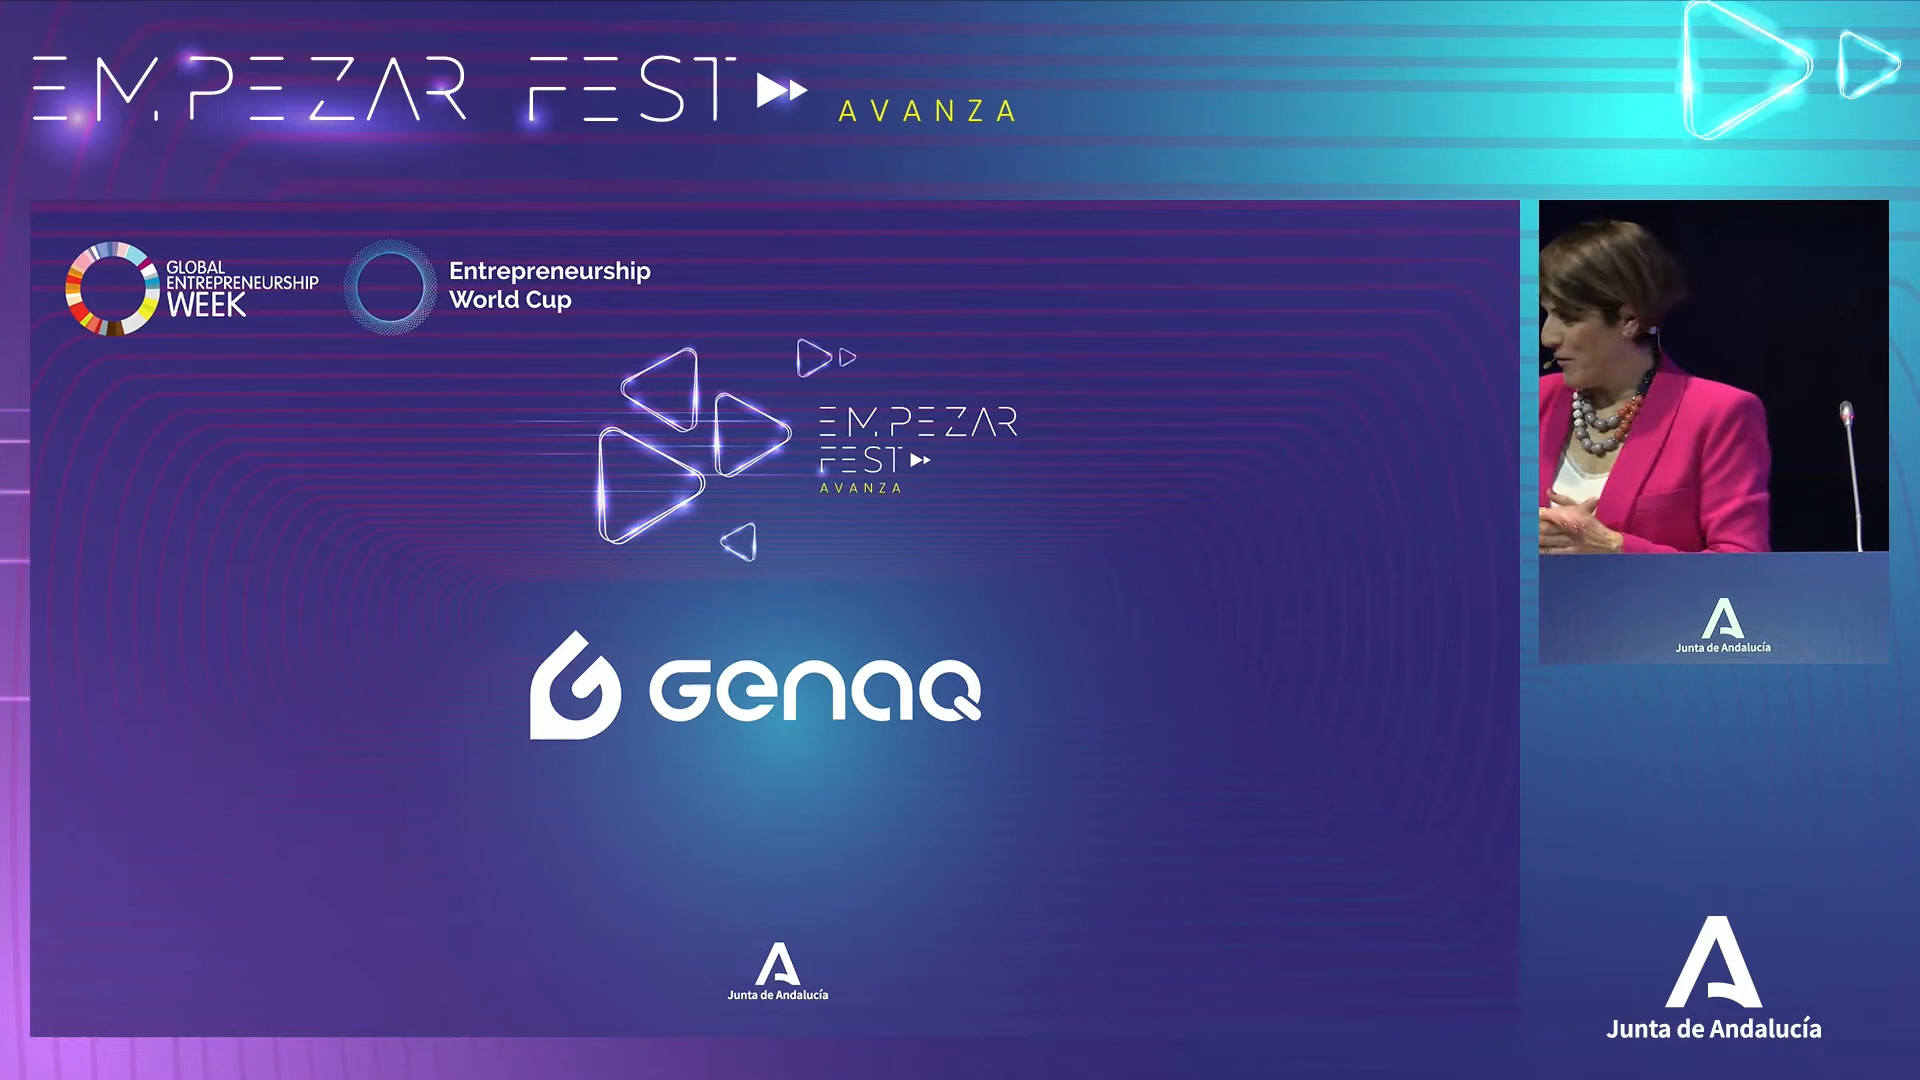 EMPEZAR FEST
AVANZA
GLOBAL
ENTREPRENEURSHIP
WEEK
Entrepreneurship
World Cup
EMPEZAR
FEST
AVANZA
GENAQ
Junta de Andalucía
Junta de Andalucía
Junta de Andalucía